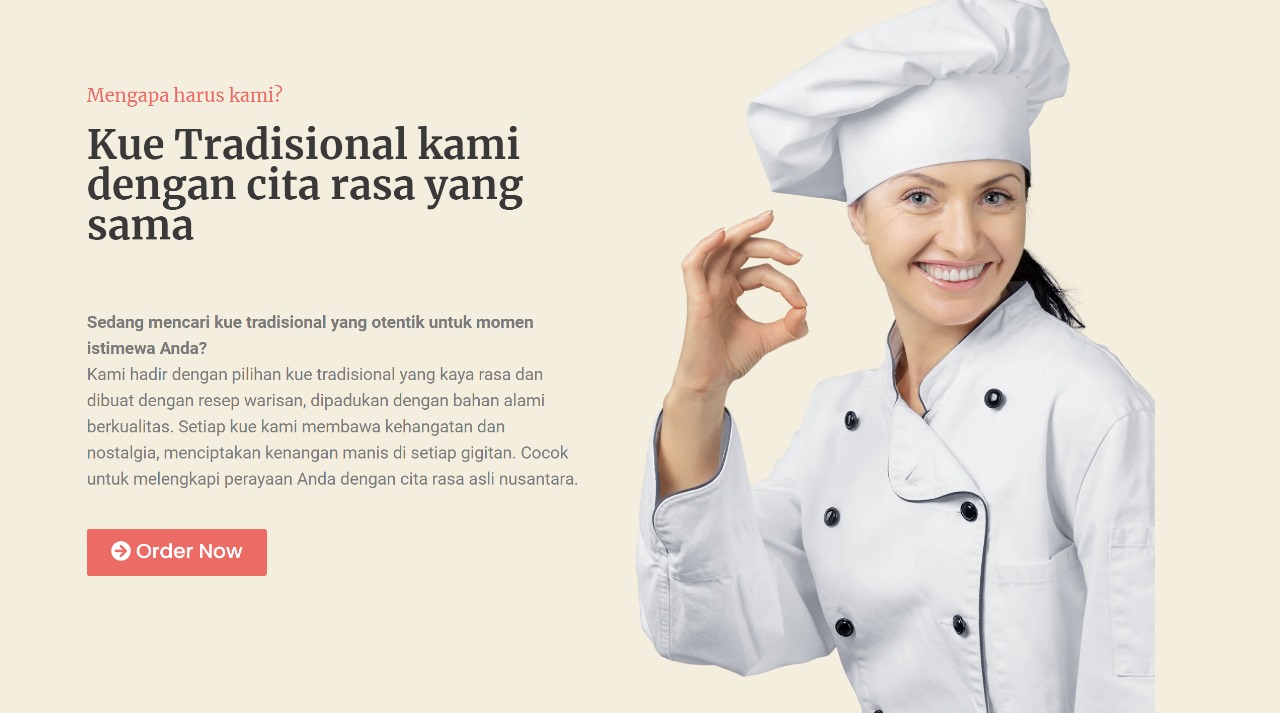 Mengapa harus kami?
Kue Tradisional kami
dengan cita rasa yang
sama
Sedang mencari kue tradisional yang otentik untuk momen
istimewa Anda?
Kami hadir dengan pilihan kue tradisional yang kaya rasa dan
dibuat dengan resep warisan, dipadukan dengan bahan alami
berkualitas. Setiap kue kami membawa kehangatan dan
nostalgia, menciptakan kenangan manis di setiap gigitan. Cocok
untuk melengkapi perayaan Anda dengan cita rasa asli nusantara.
Order Now